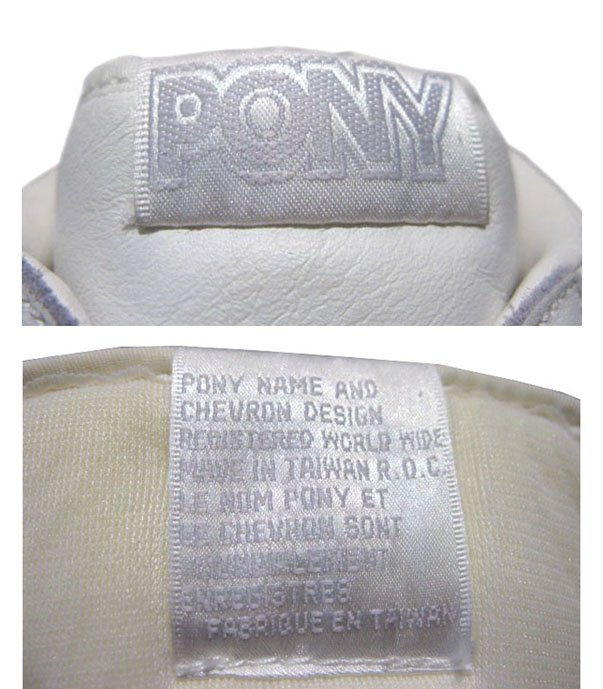 PONY
PONY NAME AND
CHEVRON DESIGN
REGISTERED WORLD WIDE
MADE IN TAIWAN R.O.C.
LE NOM PONY ET
LE CHEVRON SONT
ENREGISTRES
FABRIQUE EN TAIWAN